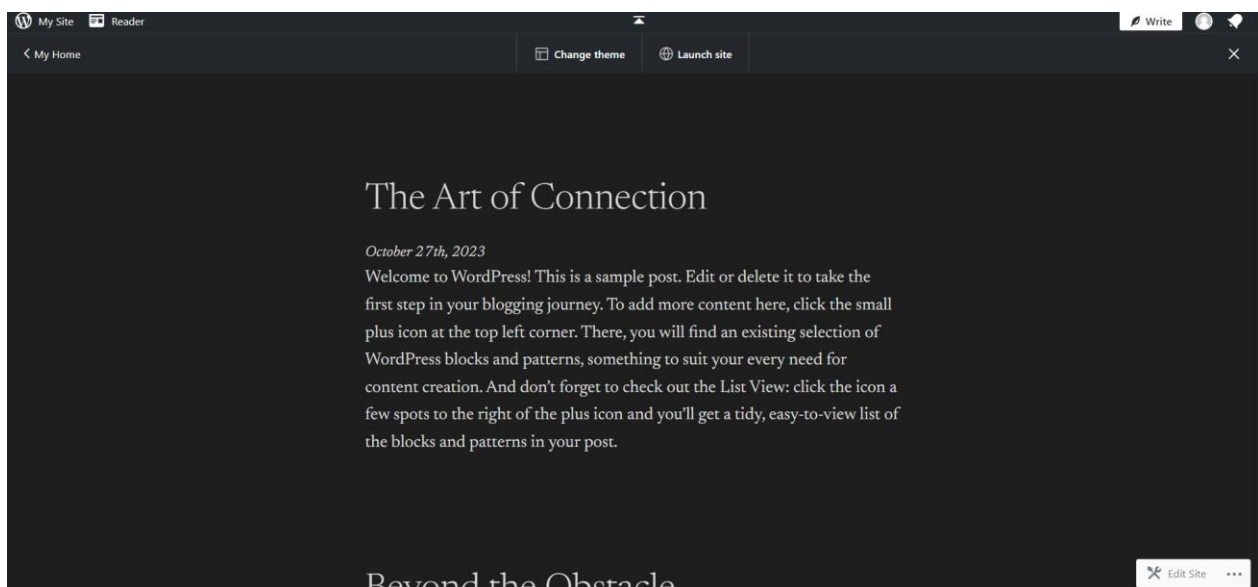 My Site Reader Write
My Home Change theme Launch site
The Art of Connection
October 27th, 2023
Welcome to WordPress! This is a sample post. Edit or delete it to take the
first step in your blogging journey. To add more content here, click the small
plus icon at the top left corner. There, you will find an existing selection of
WordPress blocks and patterns, something to suit your every need for
content creation. And don’t forget to check out the List View: click the icon a
few spots to the right of the plus icon and you’ll get a tidy, easy-to-view list of
the blocks and patterns in your post.
Beyond the Obstacle
Edit Site